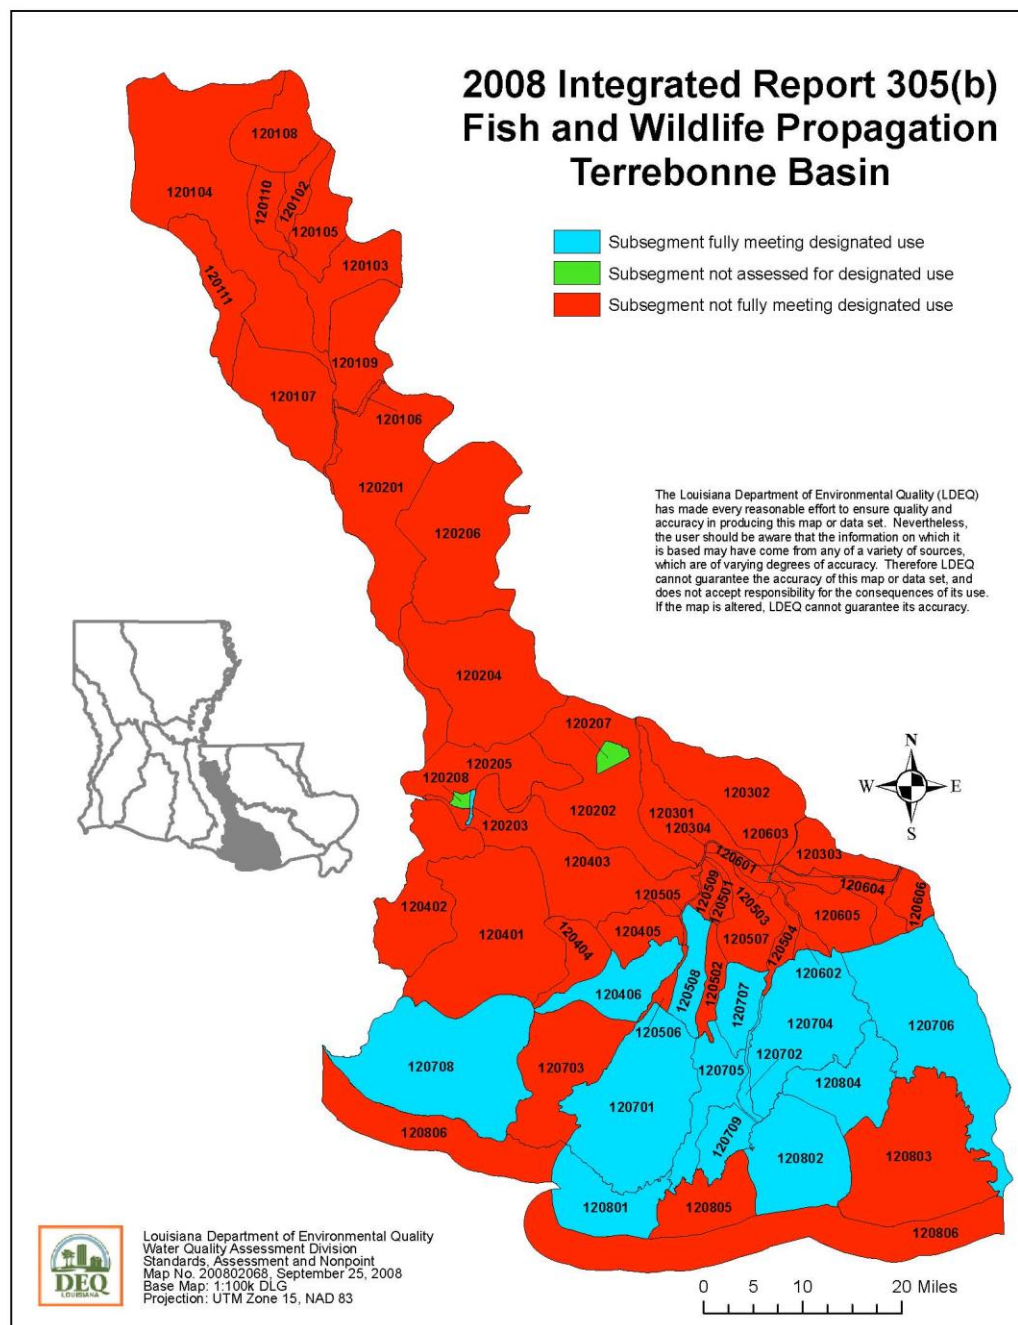 2008 Integrated Report 305(b)
Fish and Wildlife Propagation
Terrebonne Basin
Subsegment fully meeting designated use
Subsegment not assessed for designated use
Subsegment not fully meeting designated use
120108
120104
120110
120102
120105
120103
120111
120109
120107
120106
120201
120206
The Louisiana Department of Environmental Quality (LDEQ)
has made every reasonable effort to ensure quality and
accuracy in producing this map or data set. Nevertheless,
the user should be aware that the information on which it
is based may have come from any of a variety of sources,
which are of varying degrees of accuracy. Therefore LDEQ
cannot guarantee the accuracy of this map or data set, and
does not accept responsibility for the consequences of its use.
If the map is altered, LDEQ cannot guarantee its accuracy.
120204
120207
120205
120208
120203
120202
120301
120302
120304
120603
120303
120601
120403
120505
120509
120501
120503
120604
120606
120605
120402
120401
120404
120405
120507
120504
120602
120406
120508
120502
120707
120506
120704
120706
120708
120703
120705
120702
120804
120701
120709
120806
120802
120803
120801
120805
120806
N
W
E
S
DEQ
LOUISIANA
Louisiana Department of Environmental Quality
Water Quality Assessment Division
Standards, Assessment and Nonpoint
Map No. 200802068, September 25, 2008
Base Map: 1:100k DLG
Projection: UTM Zone 15, NAD 83
0 5 10 20 Miles